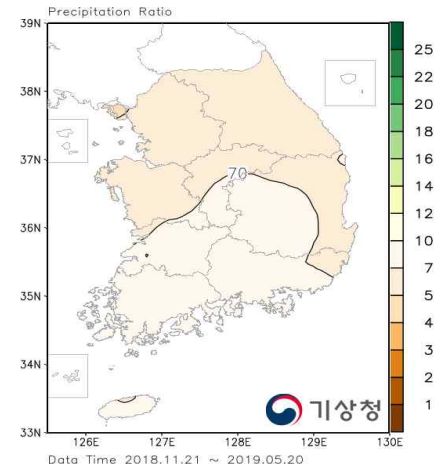 Precipitation Ratio
39N
38N
37N
36N
35N
34N
33N
126E 127E 128E 129E 130E
70
기상청
25
22
20
18
16
14
12
10
7
5
4
3
2
1
Data Time 2018.11.21 ~ 2019.05.20